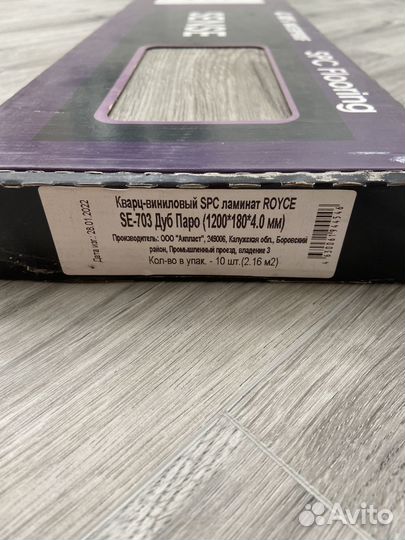 SENSE
SPC Flooring
Кварц-виниловый SPC ламинат ROYCE
SE-703 Дуб Паро (1200*180*4.0 мм)
Производитель: ООО "Аллласт", 249006, Калужская обл., Боровский
район, Промышленный проезд, владение 3
Кол-во в упак. - 10 шт.(2.16 м2)
Дата изг.: 28.01.2022
Avito